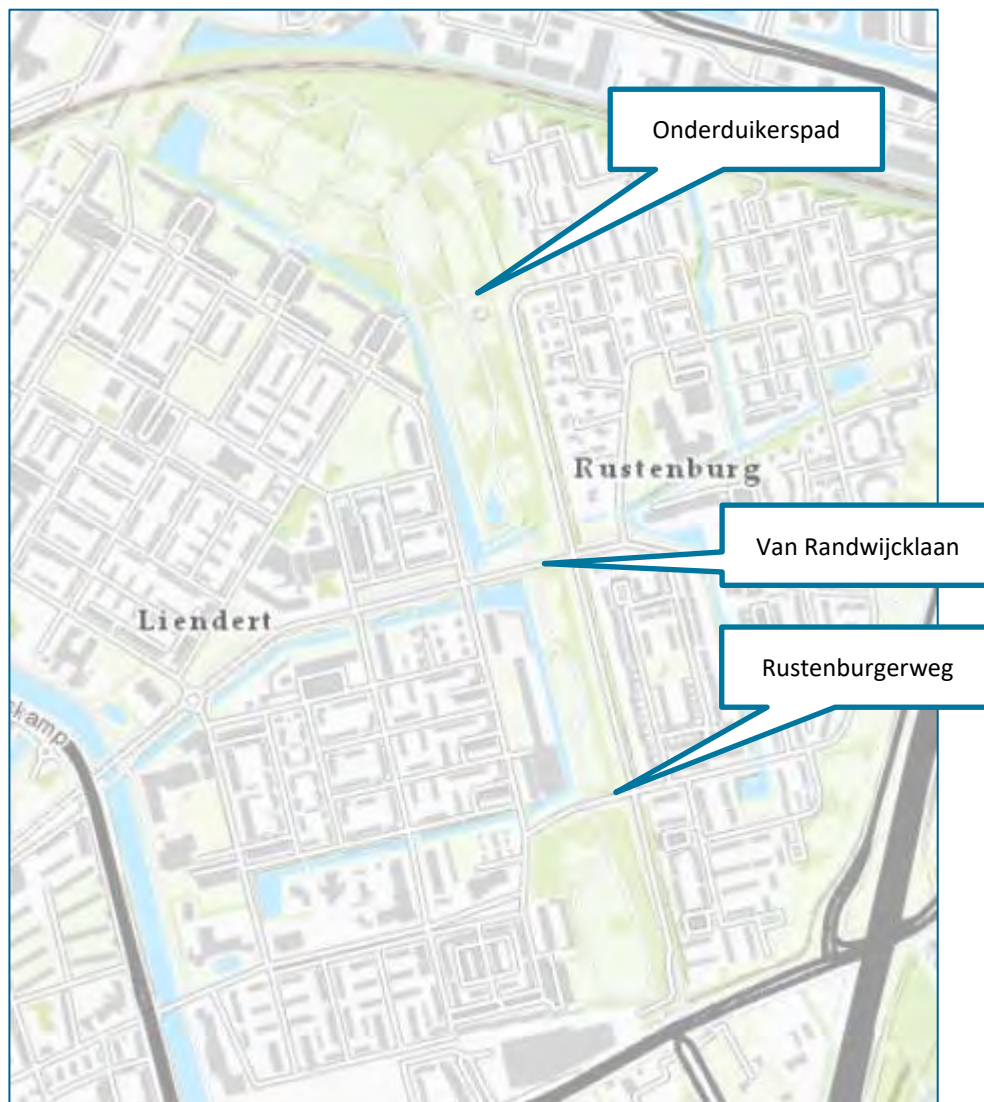 Onderduikerspad
Rustenburg
Van Randwijcklaan
Liendert
Rustenburgerweg
kamp